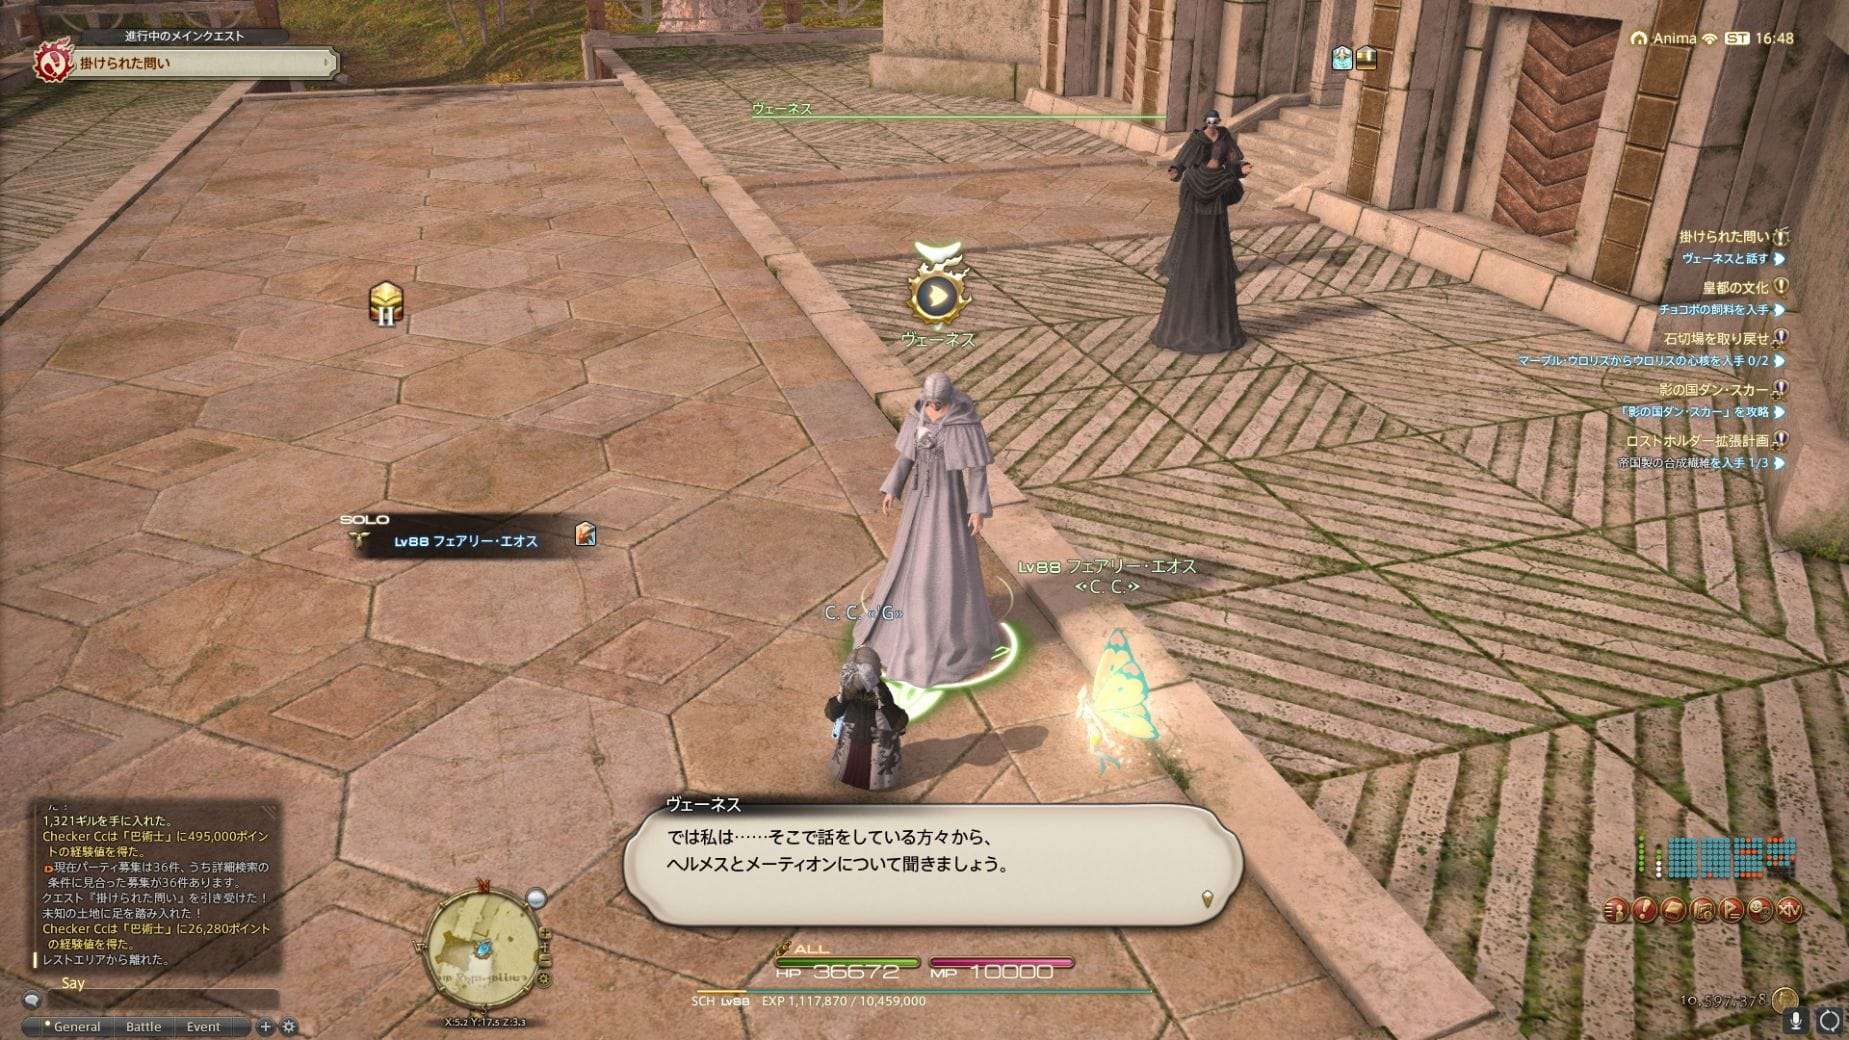 進行中のメインクエスト
掛けられた問い
Anima ST 16:48
ヴェーネス
掛けられた問い
ヴェーネスと話す
皇都の文化
チョコボの飼料を入手
石切場を取り戻せ
マーブル・ウロリスからウロリスの心核を入手 0/2
影の国ダン・スカー
「影の国ダン・スカー」を攻略
ロストホルダー拡張計画
帝国製の合成繊維を入手 1/3
II
ヴェーネス
SOLO
Lv88 フェアリー・エオス
Lv88 フェアリー・エオス
«C. C.»
C. C. «'G»
ヴェーネス
では私は……そこで話をしている方々から、
ヘルメスとメーティオンについて聞きましょう。
た！
1,321ギルを手に入れた。
Checker Ccは「巴術士」に495,000ポイン
トの経験値を得た。
現在パーティ募集は36件、うち詳細検索の
条件に見合った募集が36件あります。
クエスト『掛けられた問い』を引き受けた！
未知の土地に足を踏み入れた！
Checker Ccは「巴術士」に26,280ポイント
の経験値を得た。
レストエリアから離れた。
Say
General Battle Event
N
X:5.2 Y:17.5 Z:3.3
ALL
HP 36672 MP 10000
SCH Lv88 EXP 1,117,870 / 10,459,000
XIV
10,597,378